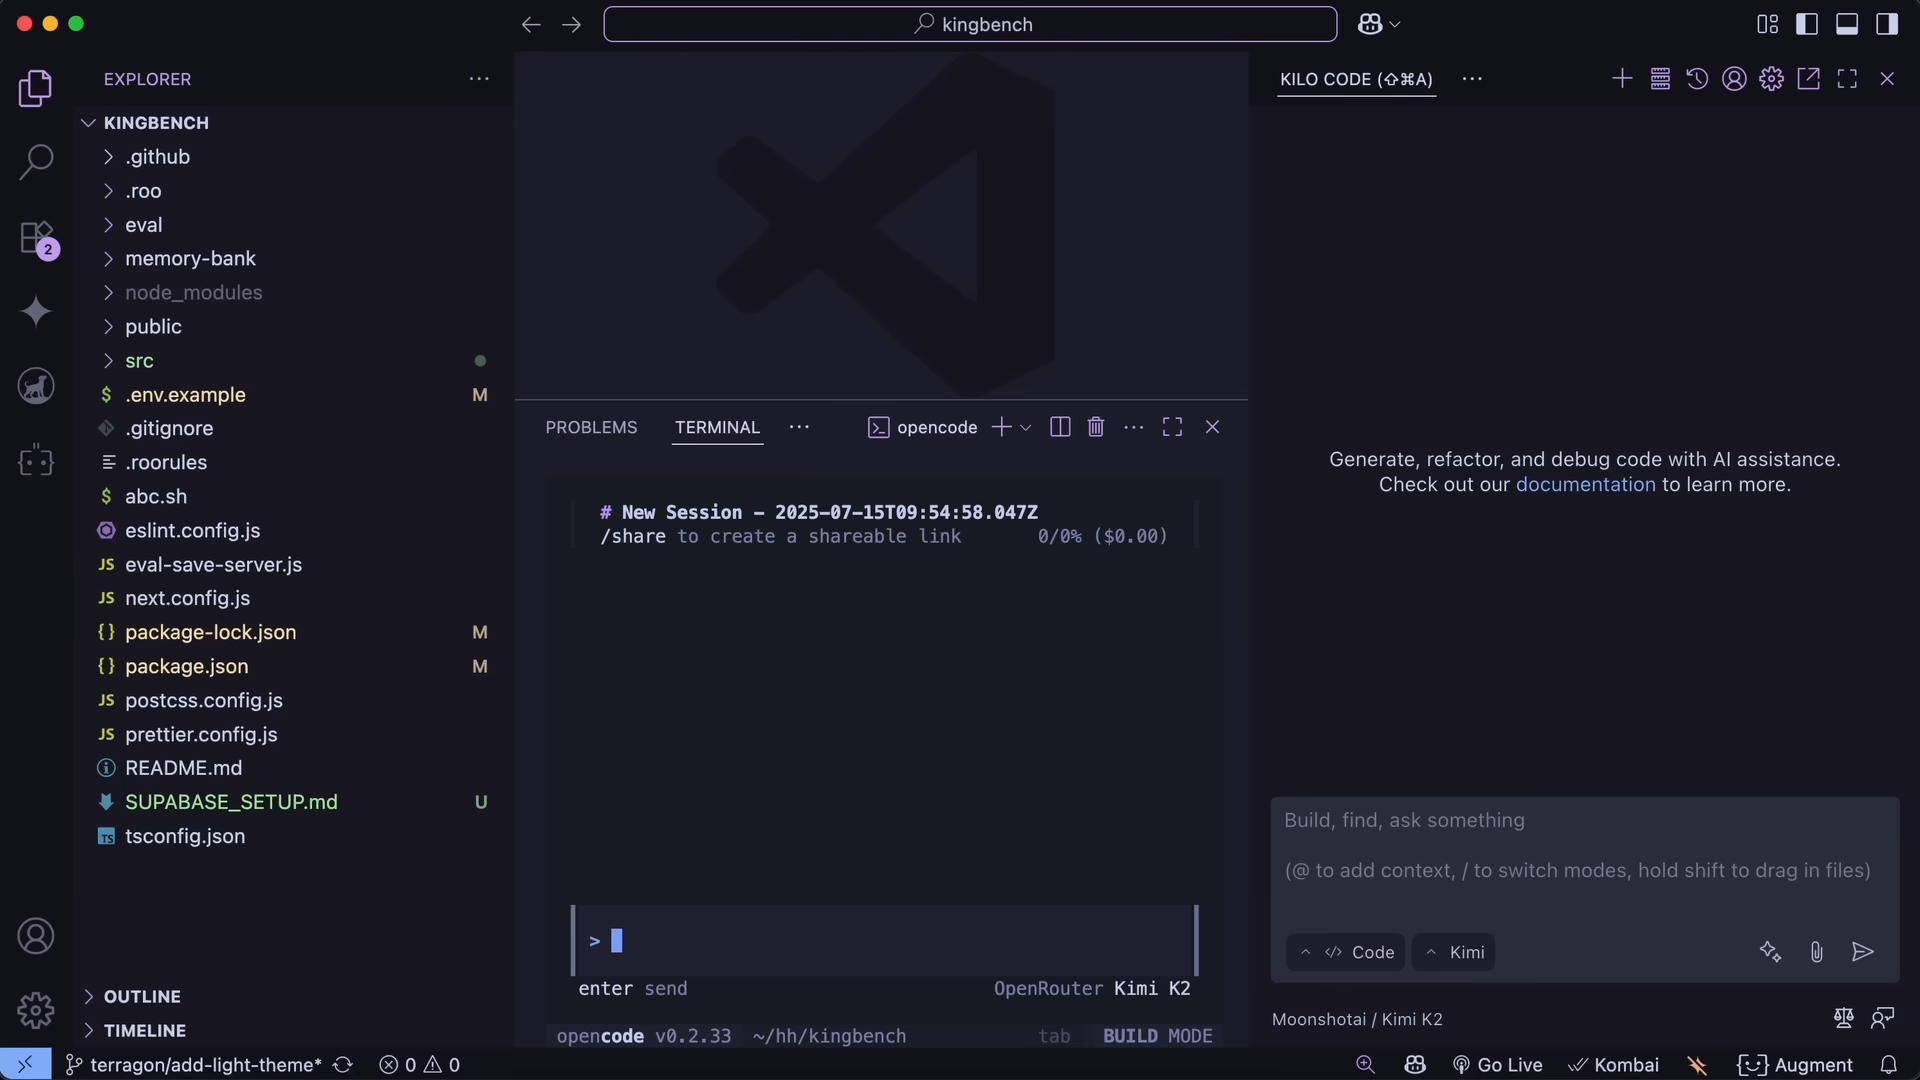 kingbench
EXPLORER
KINGBENCH
.github
.roo
eval
memory-bank
node_modules
public
src
.env.example M
.gitignore
.roorules
abc.sh
eslint.config.js
eval-save-server.js
next.config.js
package-lock.json M
package.json M
postcss.config.js
prettier.config.js
README.md
SUPABASE_SETUP.md U
tsconfig.json
OUTLINE
TIMELINE
2
PROBLEMS TERMINAL opencode
# New Session - 2025-07-15T09:54:58.047Z
/share to create a shareable link 0/0% ($0.00)
>
enter send OpenRouter Kimi K2
opencode v0.2.33 ~/hh/kingbench tab BUILD MODE
KILO CODE (⇧⌘A)
Generate, refactor, and debug code with AI assistance.
Check out our documentation to learn more.
Build, find, ask something
(@ to add context, / to switch modes, hold shift to drag in files)
Code Kimi
Moonshotai / Kimi K2
terragon/add-light-theme* 0 0 Go Live Kombai Augment